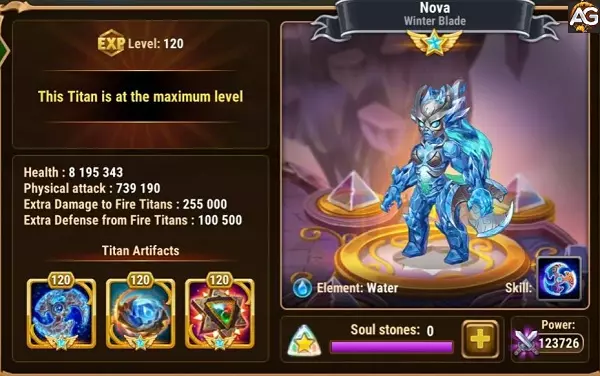 Nova
Winter Blade
AG
EXP Level: 120
This Titan is at the maximum level
Health : 8 195 343
Physical attack : 739 190
Extra Damage to Fire Titans : 255 000
Extra Defense from Fire Titans : 100 500
Titan Artifacts
120 120 120
Element: Water
Skill:
Soul stones: 0
Power:
123726